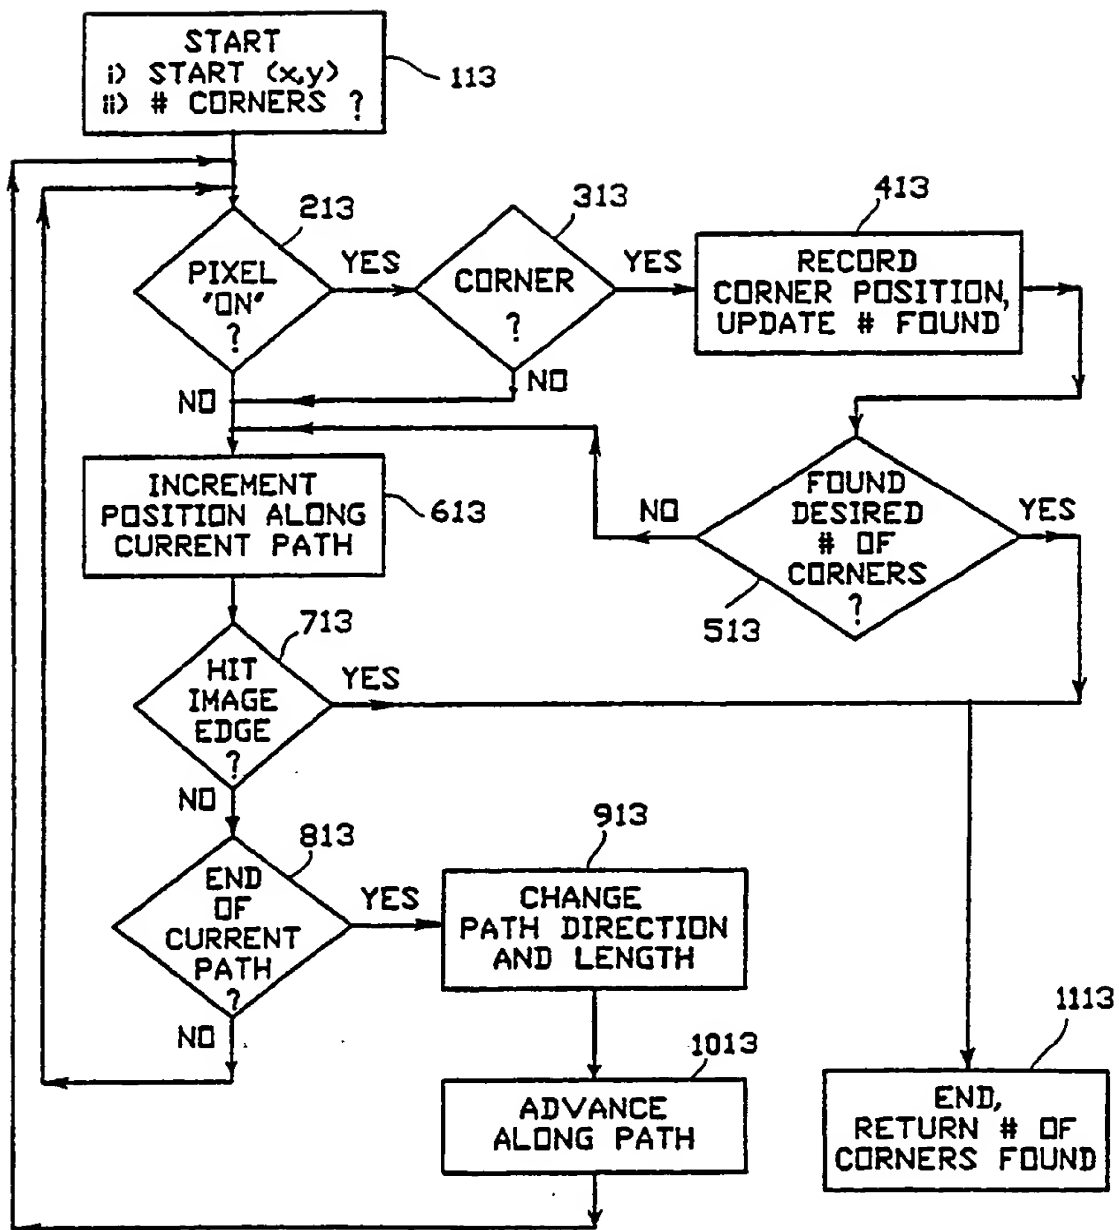 START
i) START (x,y)
ii) # CORNERS ?
113
213
313
413
PIXEL
"ON"
?
YES
CORNER
?
YES
RECORD
CORNER POSITION,
UPDATE # FOUND
NO
NO
INCREMENT
POSITION ALONG
CURRENT PATH
613
NO
FOUND
DESIRED
# OF
CORNERS
?
YES
513
713
HIT
IMAGE
EDGE
?
YES
NO
813
END
OF
CURRENT
PATH
?
YES
913
CHANGE
PATH DIRECTION
AND LENGTH
NO
1013
ADVANCE
ALONG PATH
1113
END,
RETURN # OF
CORNERS FOUND